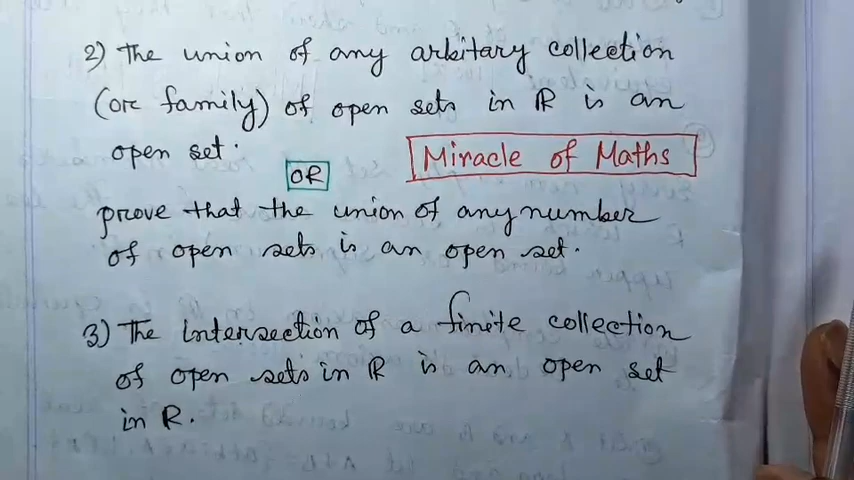 2) The union of any arbitary collection
(or family) of open sets in ℝ is an
open set.
OR
Miracle of Maths
prove that the union of any number
of open sets is an open set.
3) The intersection of a finite collection
of open sets in ℝ is an open set
in ℝ.